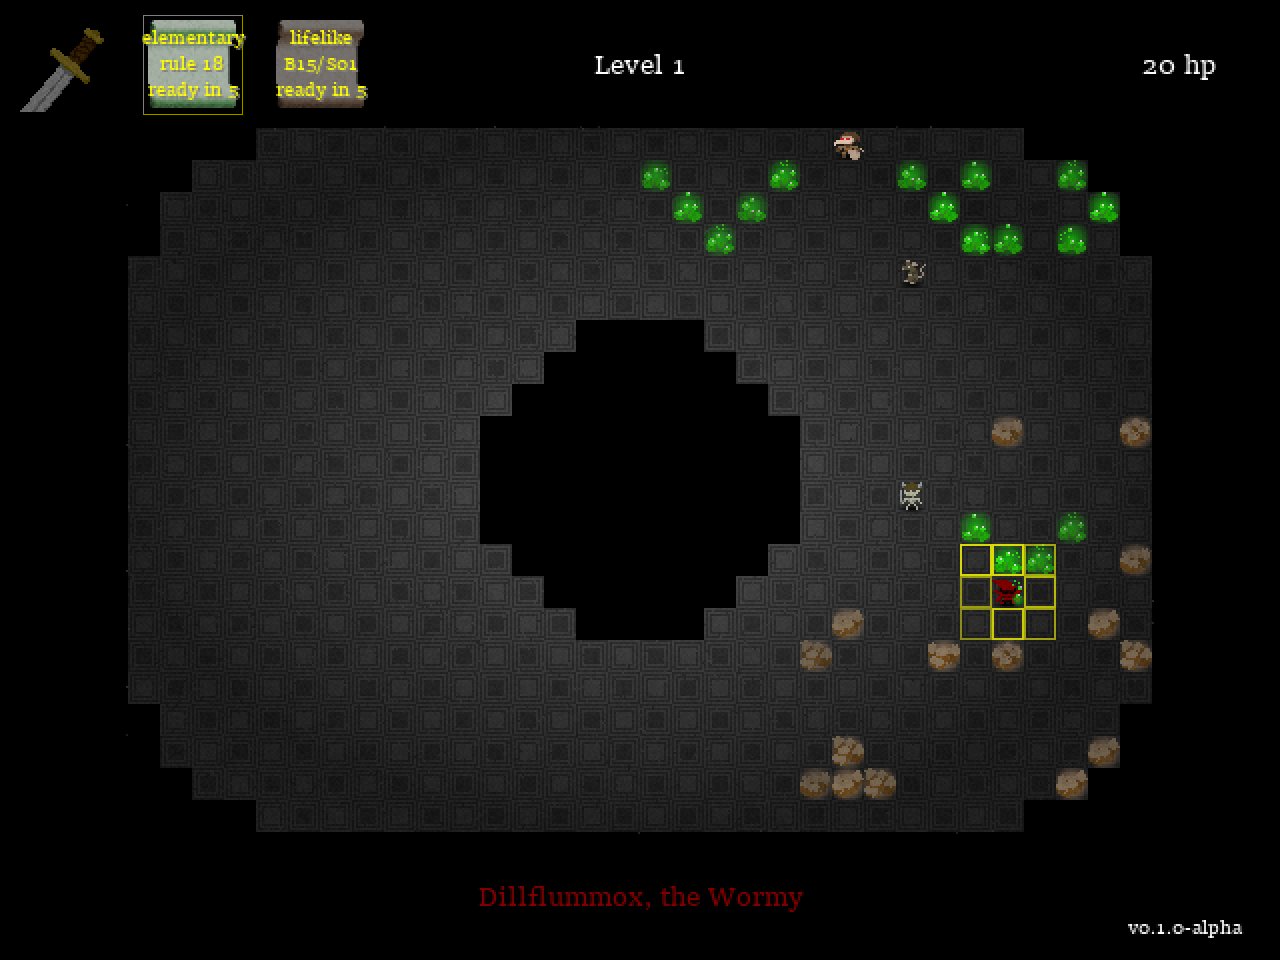 elementary
rule 18
ready in 5
lifelike
B15/S01
ready in 5
Level 1
20 hp
Dillflummox, the Wormy
v0.1.0-alpha